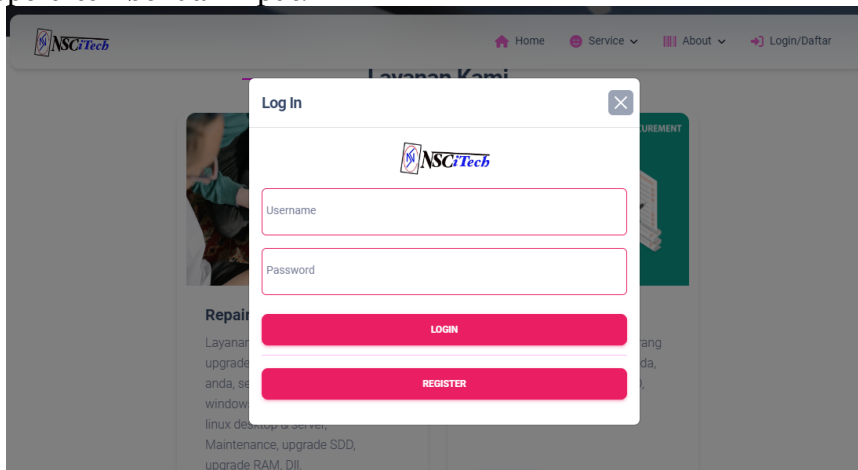 NSCiTech
Home Service About Login/Daftar
Layanan Kami
Log In
UREMENT
NSCiTech
Username
Password
LOGIN
REGISTER
Repair
Layanan
ang
upgrade
da,
anda, se
window
linux desktop & server,
Maintenance, upgrade SDD,
upgrade RAM, Dll.